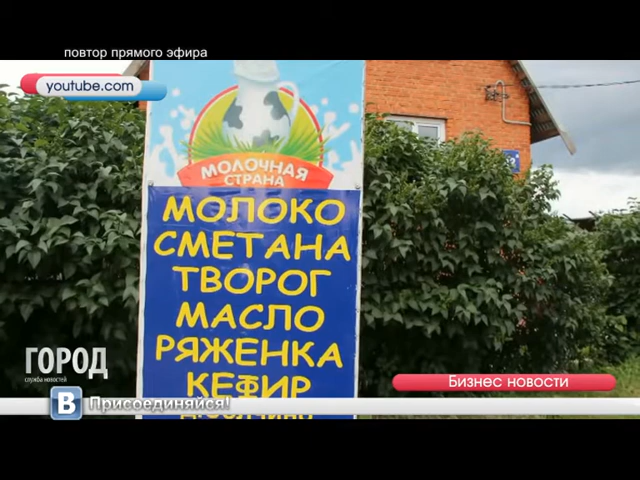 повтор прямого эфира
youtube.com
МОЛОЧНАЯ
СТРАНА
МОЛОКО
СМЕТАНА
ТВОРОГ
МАСЛО
РЯЖЕНКА
КЕФИР
ГОРОД
служба новостей
Бизнес новости
В Присоединяйся!